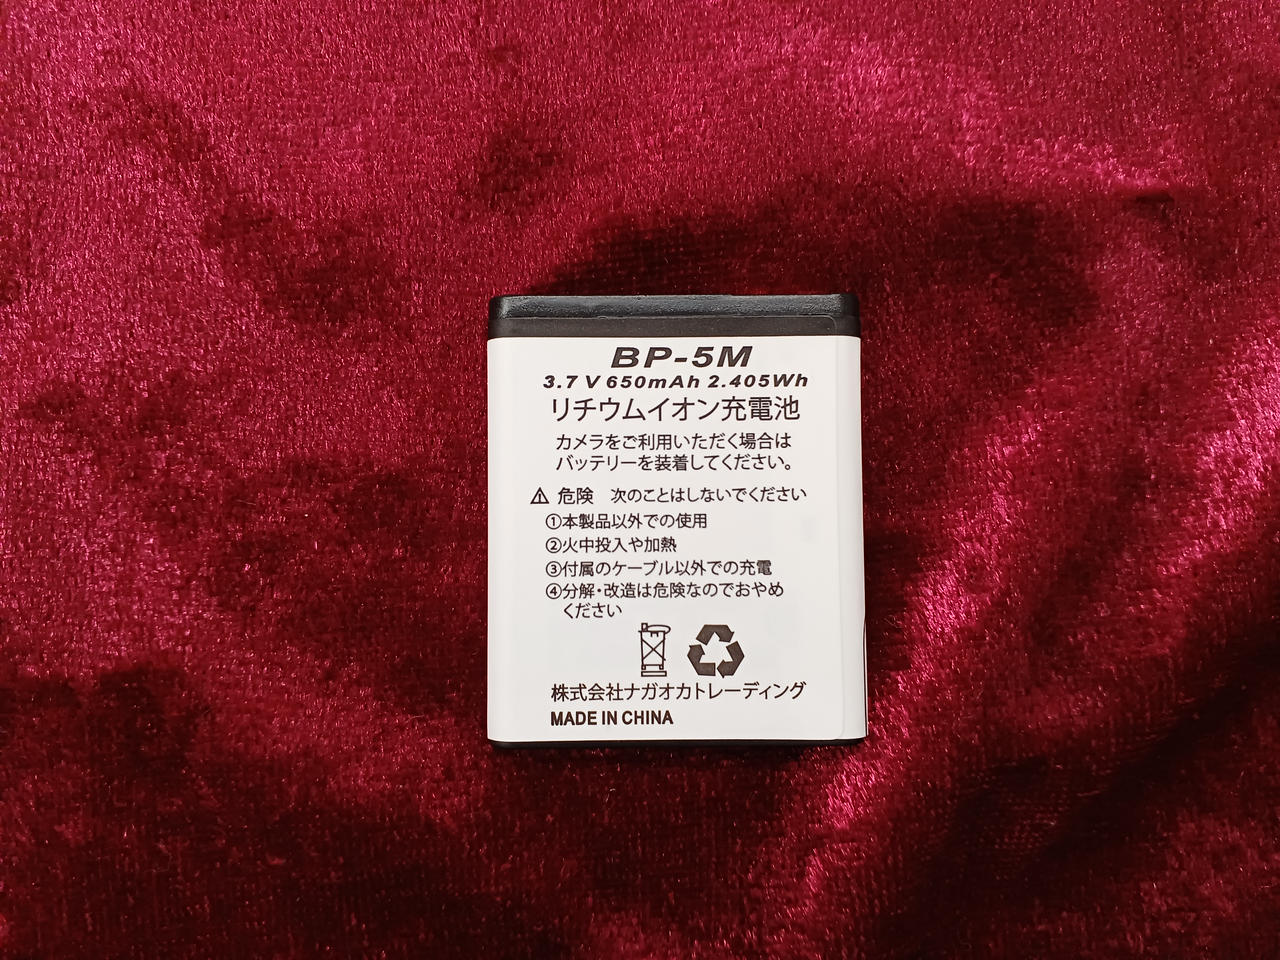 BP-5M
3.7 V 650mAh 2.405Wh
リチウムイオン充電池
カメラをご利用いただく場合は
バッテリーを装着してください。
⚠ 危険 次のことはしないでください
①本製品以外での使用
②火中投入や加熱
③付属のケーブル以外での充電
④分解・改造は危険なのでおやめ
ください
株式会社ナガオカトレーディング
MADE IN CHINA